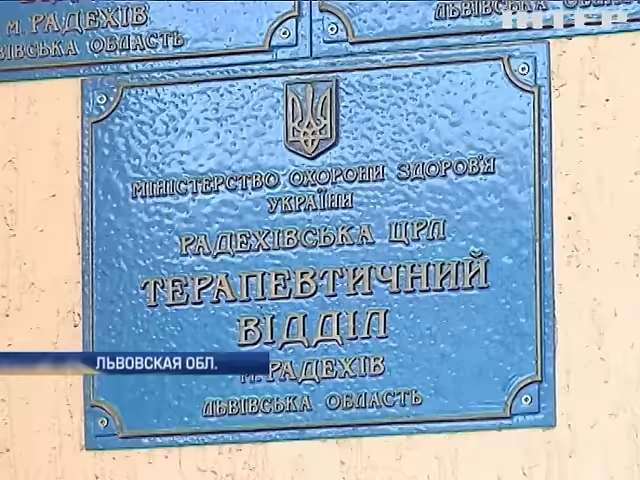 м РАДЕХІВ
ЛЬВІВСЬКА ОБЛАСТЬ
ІНТЕР
МІНІСТЕРСТВО ОХОРОНИ ЗДОРОВ'Я
УКРАЇНИ
РАДЕХІВСЬКА ЦРЛ
ТЕРАПЕВТИЧНИЙ
ВІДДІЛ
ЛЬВОВСКАЯ ОБЛ.
м. РАДЕХІВ
ЛЬВІВСЬКА ОБЛАСТЬ